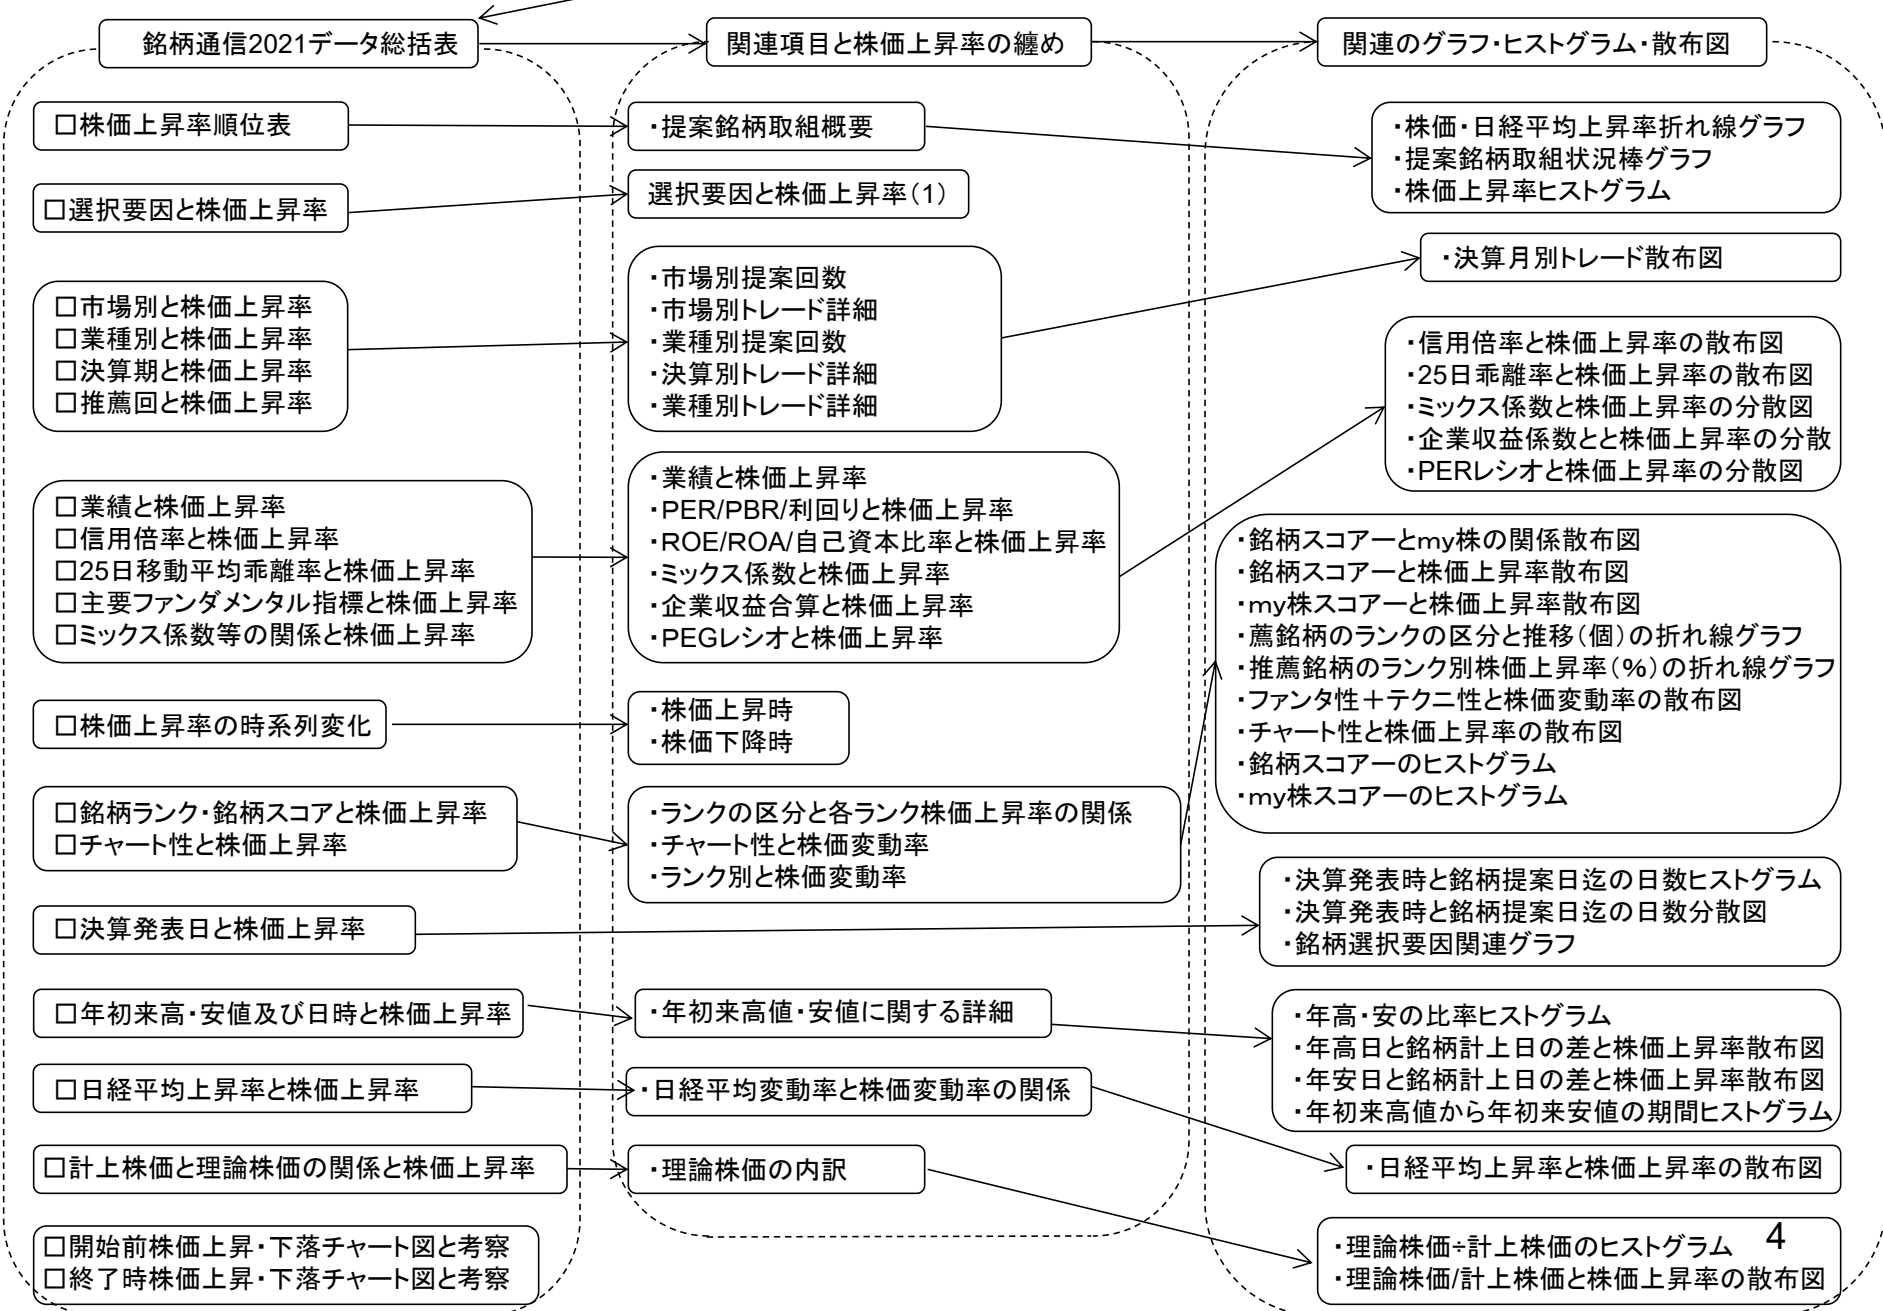 銘柄通信2021データ総括表
□株価上昇率順位表
□選択要因と株価上昇率
□市場別と株価上昇率
□業種別と株価上昇率
□決算期と株価上昇率
□推薦回と株価上昇率
□業績と株価上昇率
□信用倍率と株価上昇率
□25日移動平均乖離率と株価上昇率
□主要ファンダメンタル指標と株価上昇率
□ミックス係数等の関係と株価上昇率
□株価上昇率の時系列変化
□銘柄ランク・銘柄スコアと株価上昇率
□チャート性と株価上昇率
□決算発表日と株価上昇率
□年初来高・安値及び日時と株価上昇率
□日経平均上昇率と株価上昇率
□計上株価と理論株価の関係と株価上昇率
□開始前株価上昇・下落チャート図と考察
□終了時株価上昇・下落チャート図と考察
関連項目と株価上昇率の纏め
・提案銘柄取組概要
選択要因と株価上昇率(1)
・市場別提案回数
・市場別トレード詳細
・業種別提案回数
・決算別トレード詳細
・業種別トレード詳細
・業績と株価上昇率
・PER/PBR/利回りと株価上昇率
・ROE/ROA/自己資本比率と株価上昇率
・ミックス係数と株価上昇率
・企業収益合算と株価上昇率
・PEGレシオと株価上昇率
・株価上昇時
・株価下降時
・ランクの区分と各ランク株価上昇率の関係
・チャート性と株価変動率
・ランク別と株価変動率
・年初来高値・安値に関する詳細
・日経平均変動率と株価変動率の関係
・理論株価の内訳
関連のグラフ・ヒストグラム・散布図
・株価・日経平均上昇率折れ線グラフ
・提案銘柄取組状況棒グラフ
・株価上昇率ヒストグラム
・決算月別トレード散布図
・信用倍率と株価上昇率の散布図
・25日乖離率と株価上昇率の散布図
・ミックス係数と株価上昇率の分散図
・企業収益係数とと株価上昇率の分散
・PERレシオと株価上昇率の分散図
・銘柄スコアーとmy株の関係散布図
・銘柄スコアーと株価上昇率散布図
・my株スコアーと株価上昇率散布図
・薦銘柄のランクの区分と推移(個)の折れ線グラフ
・推薦銘柄のランク別株価上昇率(%)の折れ線グラフ
・ファンタ性＋テクニ性と株価変動率の散布図
・チャート性と株価上昇率の散布図
・銘柄スコアーのヒストグラム
・my株スコアーのヒストグラム
・決算発表時と銘柄提案日迄の日数ヒストグラム
・決算発表時と銘柄提案日迄の日数分散図
・銘柄選択要因関連グラフ
・年高・安の比率ヒストグラム
・年高日と銘柄計上日の差と株価上昇率散布図
・年安日と銘柄計上日の差と株価上昇率散布図
・年初来高値から年初来安値の期間ヒストグラム
・日経平均上昇率と株価上昇率の散布図
・理論株価÷計上株価のヒストグラム
・理論株価/計上株価と株価上昇率の散布図
4